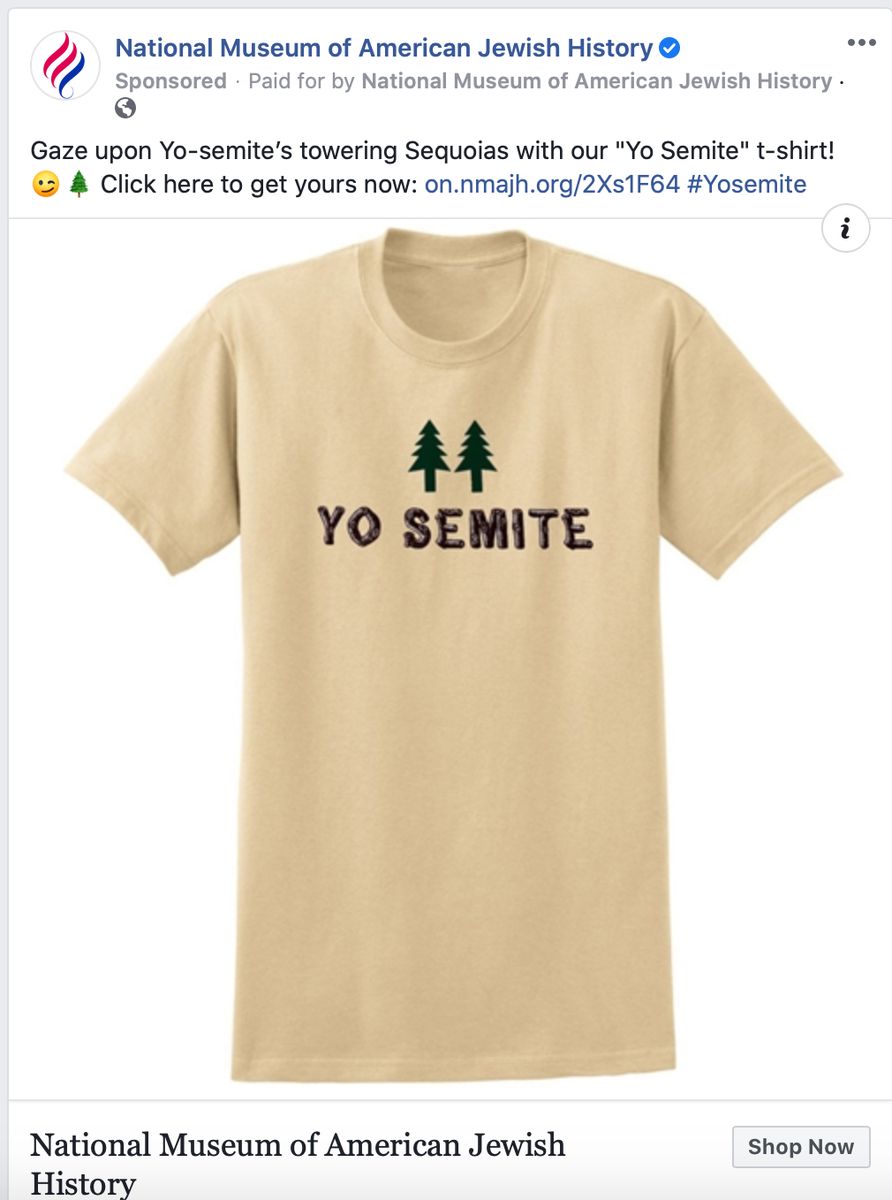 National Museum of American Jewish History
Sponsored · Paid for by National Museum of American Jewish History ·
Gaze upon Yo-semite’s towering Sequoias with our "Yo Semite" t-shirt!
😉🌲 Click here to get yours now: on.nmajh.org/2Xs1F64 #Yosemite
i
YO SEMITE
National Museum of American Jewish
History
Shop Now